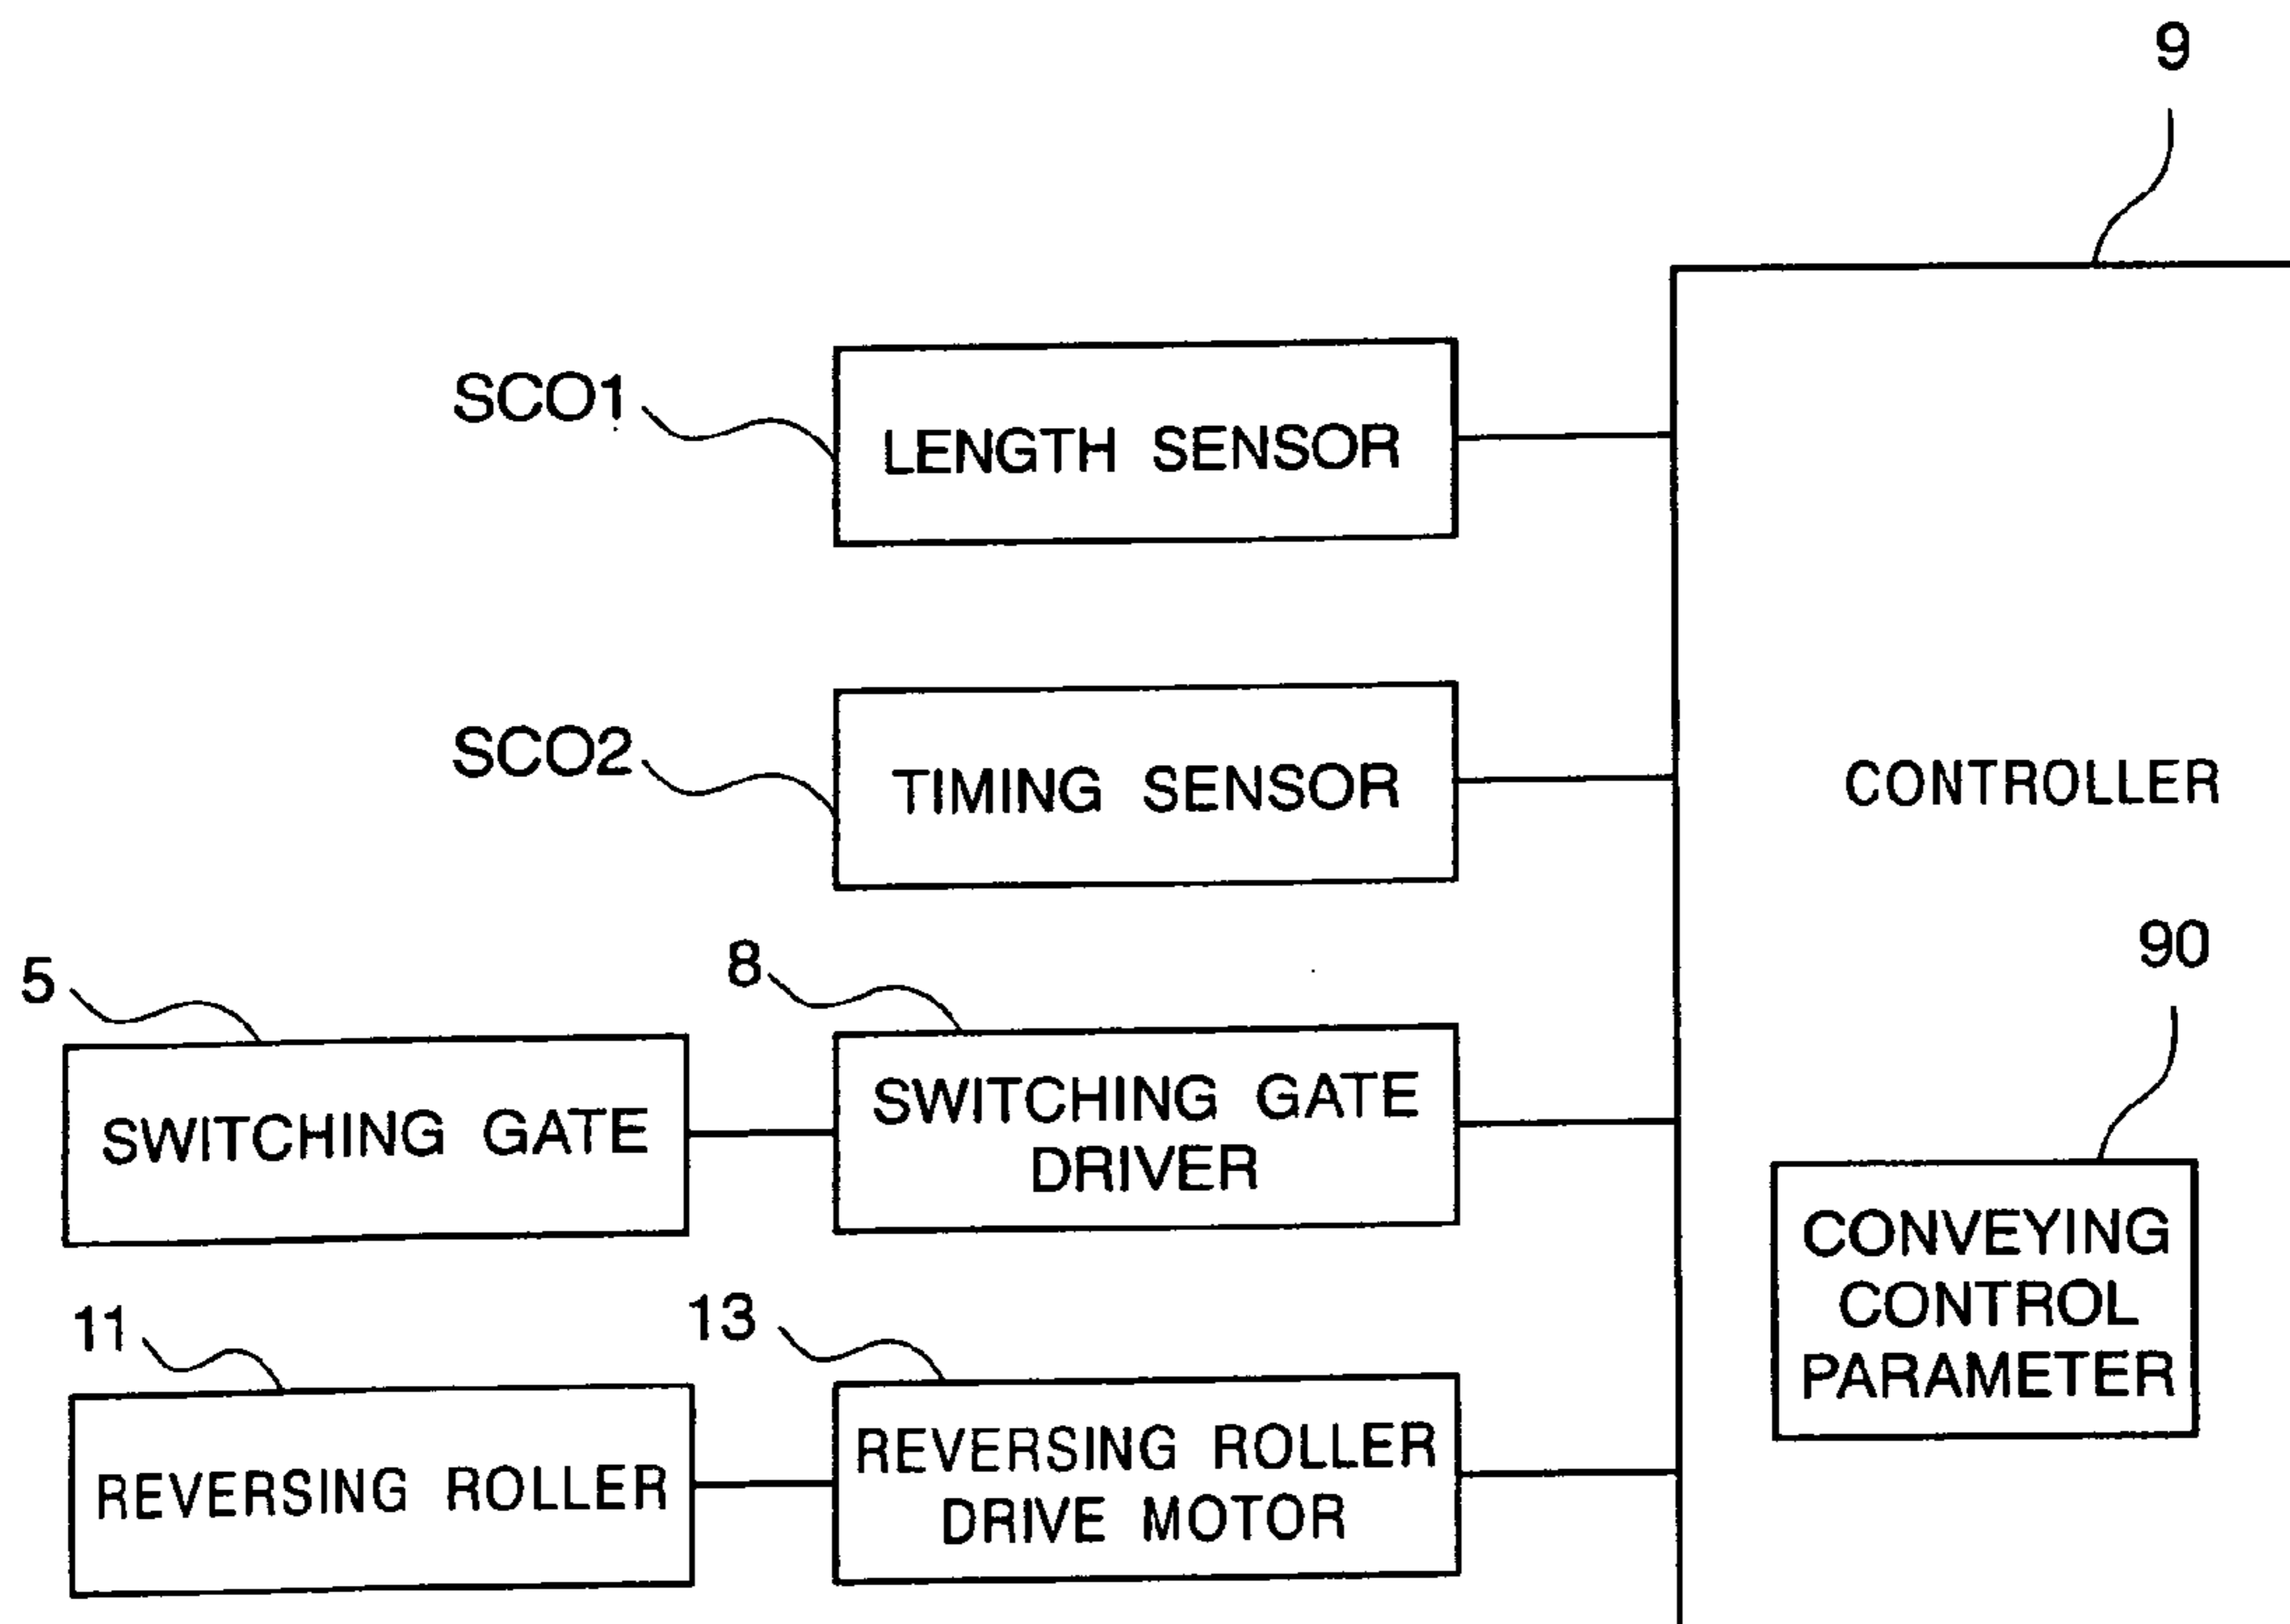 9
SCO1
LENGTH SENSOR
SCO2
TIMING SENSOR
CONTROLLER
5
SWITCHING GATE
8
SWITCHING GATE
DRIVER
90
CONVEYING
CONTROL
PARAMETER
11
REVERSING ROLLER
13
REVERSING ROLLER
DRIVE MOTOR